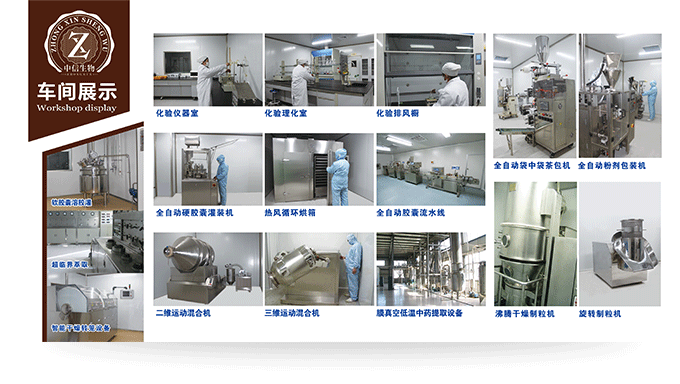 ZHONG XIN SHENG WU
Z
中信生物
车间展示
Workshop display
软胶囊溶胶灌
超临界萃取
智能干燥转笼设备
化验仪器室
化验理化室
化验排风橱
全自动袋中袋茶包机
全自动粉剂包装机
全自动硬胶囊灌装机
热风循环烘箱
全自动胶囊流水线
二维运动混合机
三维运动混合机
膜真空低温中药提取设备
沸腾干燥制粒机
旋转制粒机